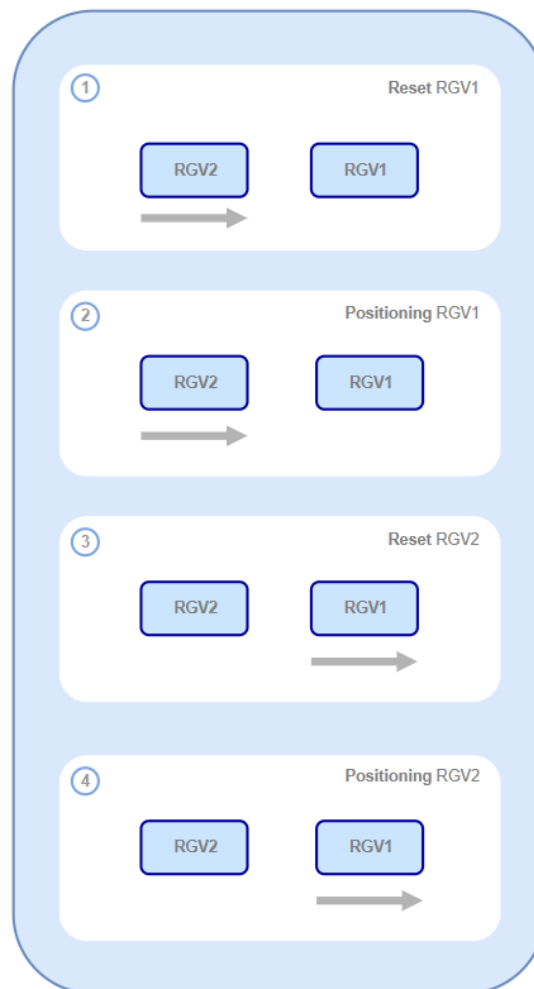 1
Reset RGV1
RGV2 RGV1
2
Positioning RGV1
RGV2 RGV1
3
Reset RGV2
RGV2 RGV1
4
Positioning RGV2
RGV2 RGV1